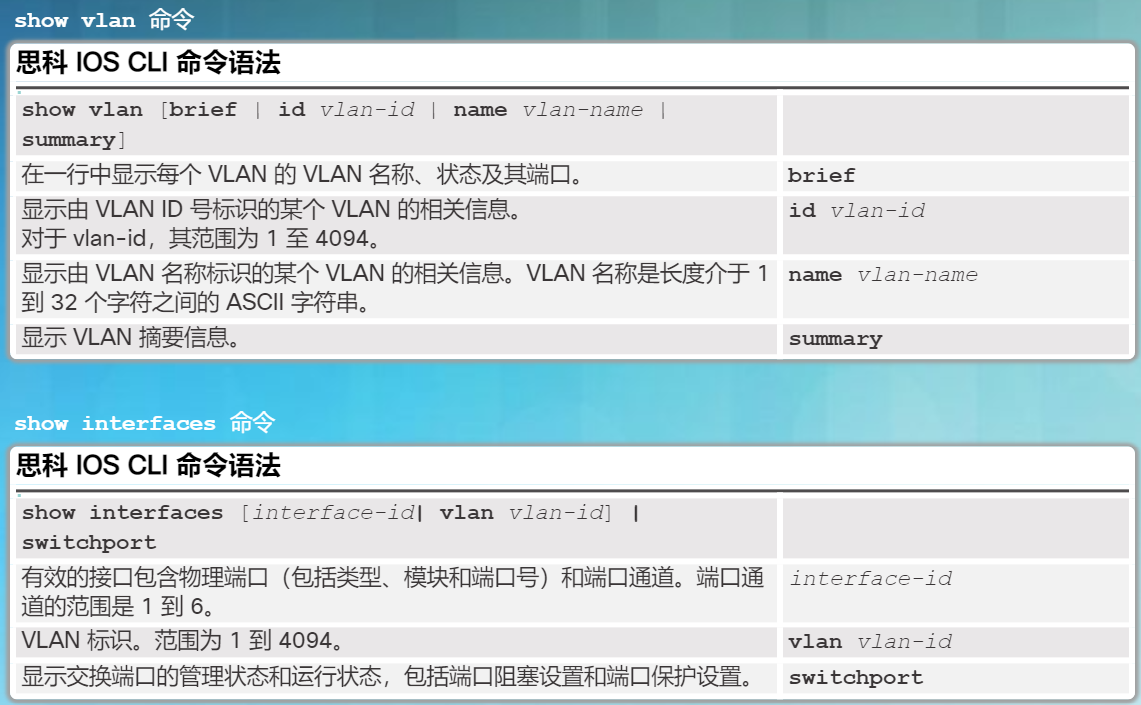 show vlan 命令
思科 IOS CLI 命令语法
show vlan [brief | id vlan-id | name vlan-name |
summary]
在一行中显示每个 VLAN 的 VLAN 名称、状态及其端口。 brief
显示由 VLAN ID 号标识的某个 VLAN 的相关信息。 id vlan-id
对于 vlan-id，其范围为 1 至 4094。
显示由 VLAN 名称标识的某个 VLAN 的相关信息。VLAN 名称是长度介于 1 name vlan-name
到 32 个字符之间的 ASCII 字符串。
显示 VLAN 摘要信息。 summary
show interfaces 命令
思科 IOS CLI 命令语法
show interfaces [interface-id| vlan vlan-id] |
switchport
有效的接口包含物理端口（包括类型、模块和端口号）和端口通道。端口通 interface-id
道的范围是 1 到 6。
VLAN 标识。范围为 1 到 4094。 vlan vlan-id
显示交换端口的管理状态和运行状态，包括端口阻塞设置和端口保护设置。 switchport